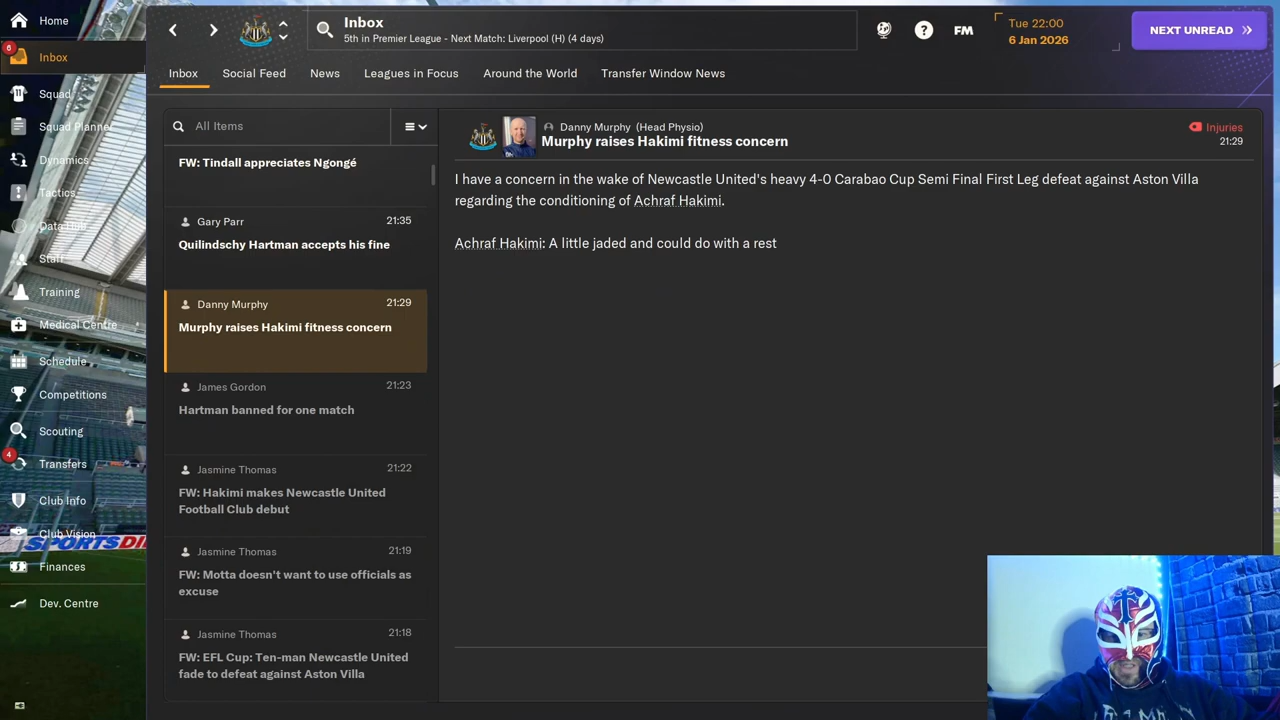 Home
6
Inbox
Squad
Squad Planner
Dynamics
Tactics
Data Hub
Staff
Training
Medical Centre
Schedule
Competitions
Scouting
4
Transfers
Club Info
Club Vision
SPORTS DI
Finances
Dev. Centre
Inbox
5th in Premier League - Next Match: Liverpool (H) (4 days)
?
FM
Tue 22:00
6 Jan 2026
NEXT UNREAD
Inbox
Social Feed
News
Leagues in Focus
Around the World
Transfer Window News
All Items
FW: Tindall appreciates Ngongé
Gary Parr
21:35
Quilindschy Hartman accepts his fine
Danny Murphy
21:29
Murphy raises Hakimi fitness concern
James Gordon
21:23
Hartman banned for one match
Jasmine Thomas
21:22
FW: Hakimi makes Newcastle United
Football Club debut
Jasmine Thomas
21:19
FW: Motta doesn't want to use officials as
excuse
Jasmine Thomas
21:18
FW: EFL Cup: Ten-man Newcastle United
fade to defeat against Aston Villa
Danny Murphy (Head Physio)
Murphy raises Hakimi fitness concern
Injuries
21:29
I have a concern in the wake of Newcastle United's heavy 4-0 Carabao Cup Semi Final First Leg defeat against Aston Villa
regarding the conditioning of Achraf Hakimi.
Achraf Hakimi: A little jaded and could do with a rest